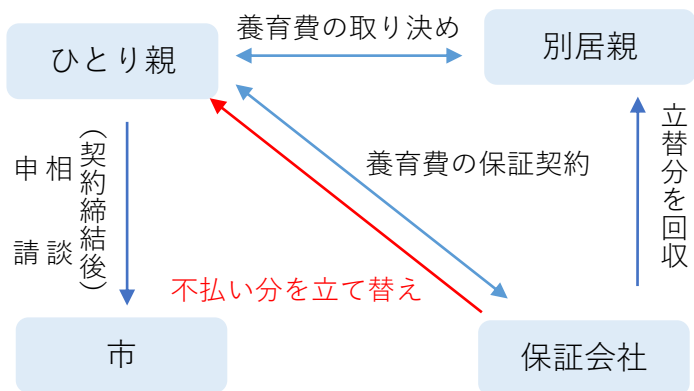 養育費の取り決め
ひとり親
別居親
相談
申請
(契約締結後)
養育費の保証契約
立替分を回収
不払い分を立て替え
市
保証会社